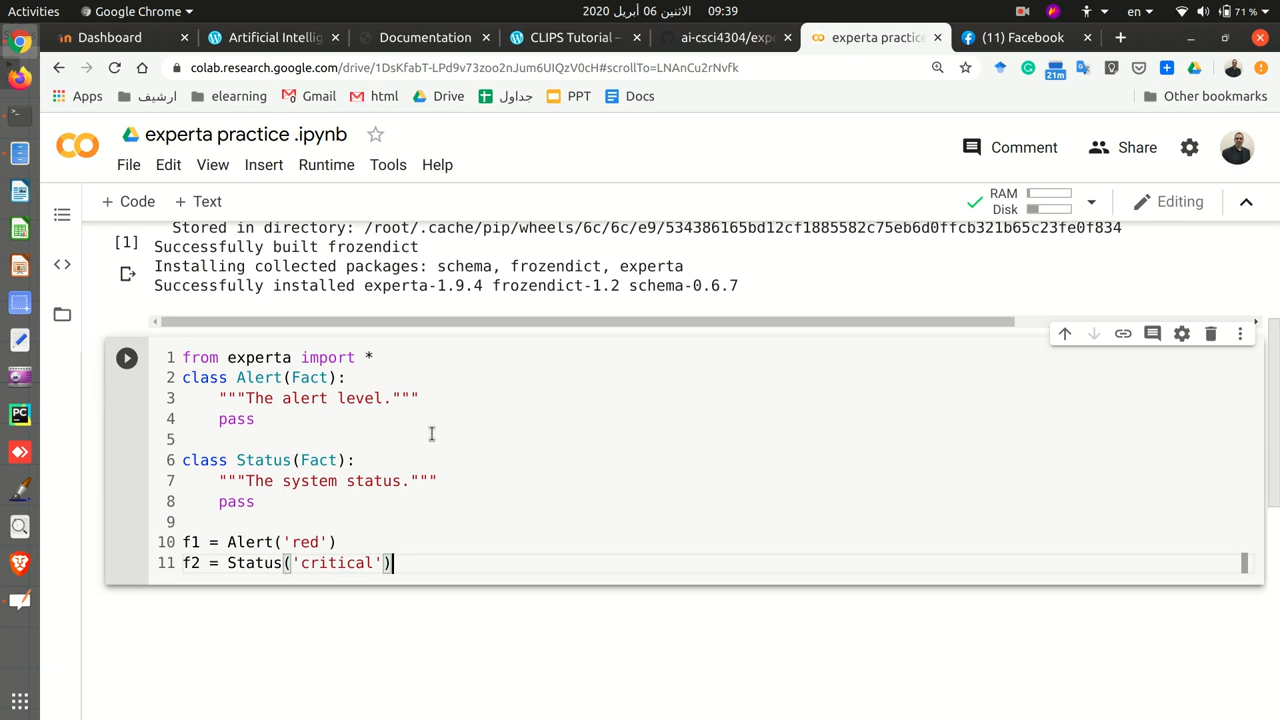 Activities
Google Chrome
الاثنين 06 أبريل 2020
09:39
en
71 %
Dashboard
Artificial Intellig
Documentation
CLIPS Tutorial –
ai-csci4304/expe
experta practice
(11) Facebook
colab.research.google.com/drive/1DsKfabT-LPd9v73zoo2nJum6UIQzV0cH#scrollTo=LNAnCu2rNvfk
21m
Apps
ارشيف
elearning
Gmail
html
Drive
جداول
PPT
Docs
Other bookmarks
experta practice .ipynb
File Edit View Insert Runtime Tools Help
Comment
Share
+ Code + Text
RAM
Disk
Editing
Stored in directory: /root/.cache/pip/wheels/6c/6c/e9/534386165bd12cf1885582c75eb6d0ffcb321b65c23fe0f834
[1] Successfully built frozendict
Installing collected packages: schema, frozendict, experta
Successfully installed experta-1.9.4 frozendict-1.2 schema-0.6.7
1 from experta import *
2 class Alert(Fact):
3 """The alert level."""
4 pass
5
6 class Status(Fact):
7 """The system status."""
8 pass
9
10 f1 = Alert('red')
11 f2 = Status('critical')
PC